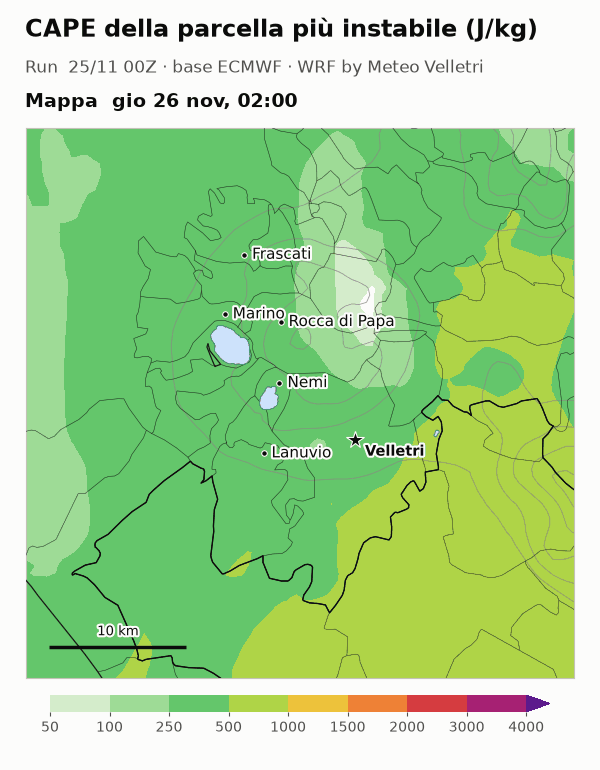 CAPE della parcella più instabile (J/kg)
Run  25/11 00Z · base ECMWF · WRF by Meteo Velletri
Mappa  gio 26 nov, 02:00
Frascati
Marino
Rocca di Papa
Nemi
Velletri
Lanuvio
10 km
50 100 250 500 1000 1500 2000 3000 4000